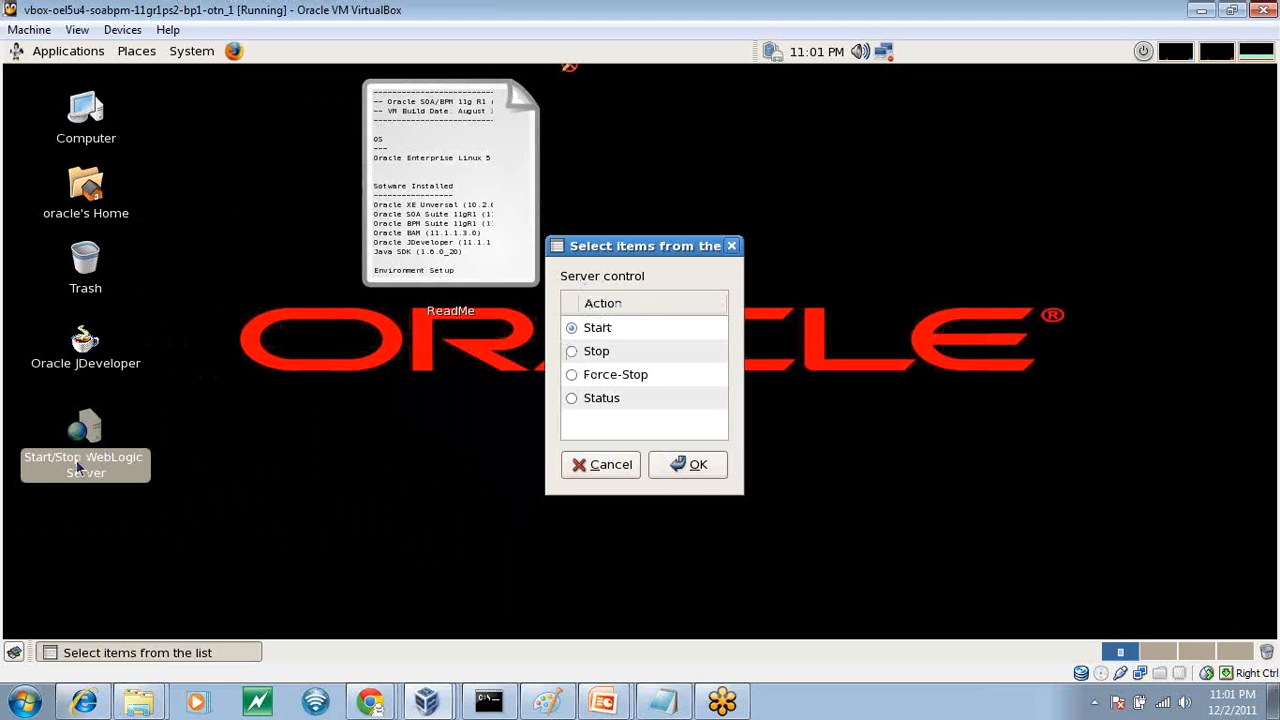 vbox-oel5u4-soabpm-11gr1ps2-bp1-otn_1 [Running] - Oracle VM VirtualBox
Machine View Devices Help
Applications Places System 11:01 PM
Computer
oracle's Home
Trash
Oracle JDeveloper
Start/Stop WebLogic
Server
-- Oracle SOA/BPM 11g R1
-- VM Build Date: August
OS
---
Oracle Enterprise Linux 5
Sotware Installed
Oracle XE Unversal (10.2.0
Oracle SOA Suite 11gR1 (1
Oracle BPM Suite 11gR1 (1
Oracle BAM (11.1.1.3.0)
Oracle JDeveloper (11.1.1
Java SDK (1.6.0_20)
Environment Setup
ReadMe
ORACLE®
Select items from the
Server control
Action
Start
Stop
Force-Stop
Status
Cancel OK
Select items from the list
Right Ctrl
11:01 PM
12/2/2011